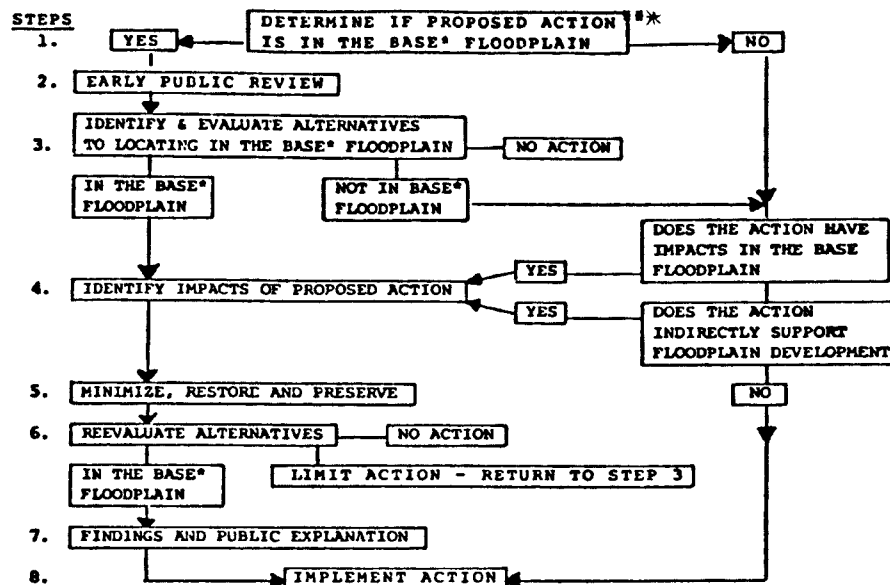 STEPS
1.
YES
DETERMINE IF PROPOSED ACTION***
IS IN THE BASE* FLOODPLAIN
NO
2. EARLY PUBLIC REVIEW
3.
IDENTIFY & EVALUATE ALTERNATIVES
TO LOCATING IN THE BASE* FLOODPLAIN
NO ACTION
IN THE BASE*
FLOODPLAIN
NOT IN BASE*
FLOODPLAIN
DOES THE ACTION HAVE
IMPACTS IN THE BASE
FLOODPLAIN
YES
4. IDENTIFY IMPACTS OF PROPOSED ACTION
YES
DOES THE ACTION
INDIRECTLY SUPPORT
FLOODPLAIN DEVELOPMENT
5. MINIMIZE, RESTORE AND PRESERVE
NO
6. REEVALUATE ALTERNATIVES
NO ACTION
IN THE BASE*
FLOODPLAIN
LIMIT ACTION - RETURN TO STEP 3
7. FINDINGS AND PUBLIC EXPLANATION
8. IMPLEMENT ACTION